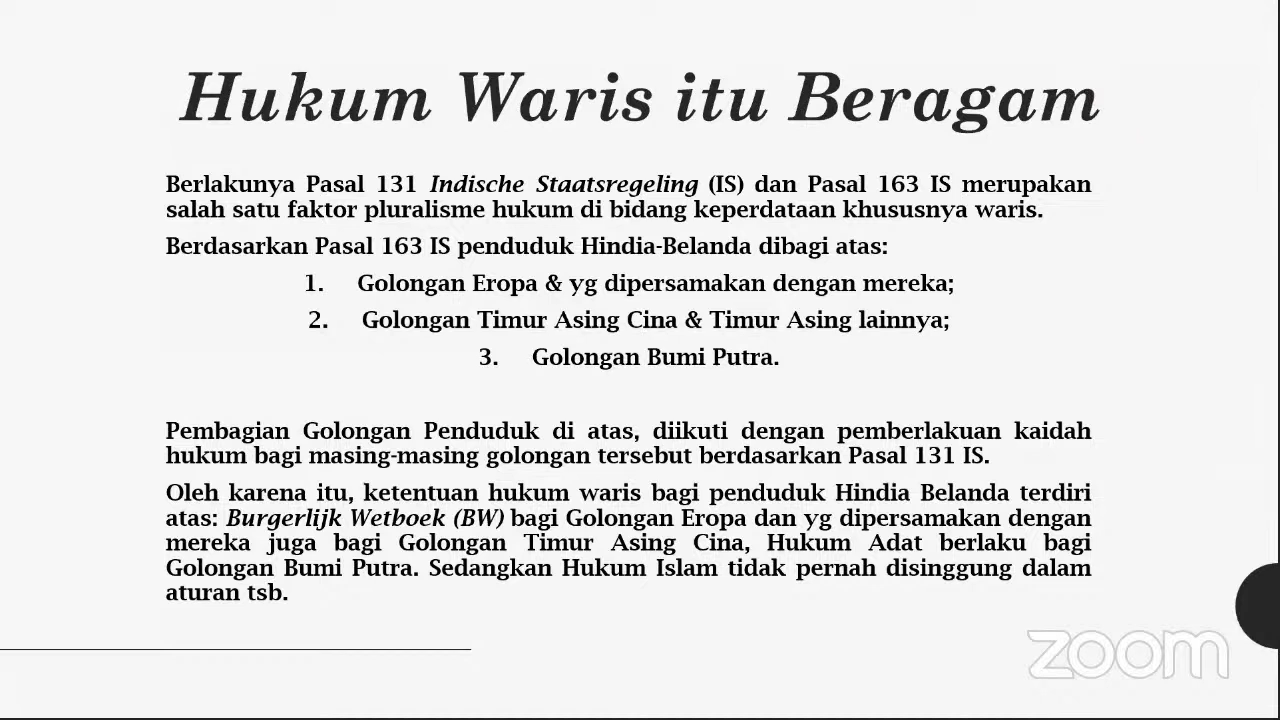 Hukum Waris itu Beragam
Berlakunya Pasal 131 Indische Staatsregeling (IS) dan Pasal 163 IS merupakan
salah satu faktor pluralisme hukum di bidang keperdataan khususnya waris.
Berdasarkan Pasal 163 IS penduduk Hindia-Belanda dibagi atas:
1. Golongan Eropa & yg dipersamakan dengan mereka;
2. Golongan Timur Asing Cina & Timur Asing lainnya;
3. Golongan Bumi Putra.
Pembagian Golongan Penduduk di atas, diikuti dengan pemberlakuan kaidah
hukum bagi masing-masing golongan tersebut berdasarkan Pasal 131 IS.
Oleh karena itu, ketentuan hukum waris bagi penduduk Hindia Belanda terdiri
atas: Burgerlijk Wetboek (BW) bagi Golongan Eropa dan yg dipersamakan dengan
mereka juga bagi Golongan Timur Asing Cina, Hukum Adat berlaku bagi
Golongan Bumi Putra. Sedangkan Hukum Islam tidak pernah disinggung dalam
aturan tsb.
zoom